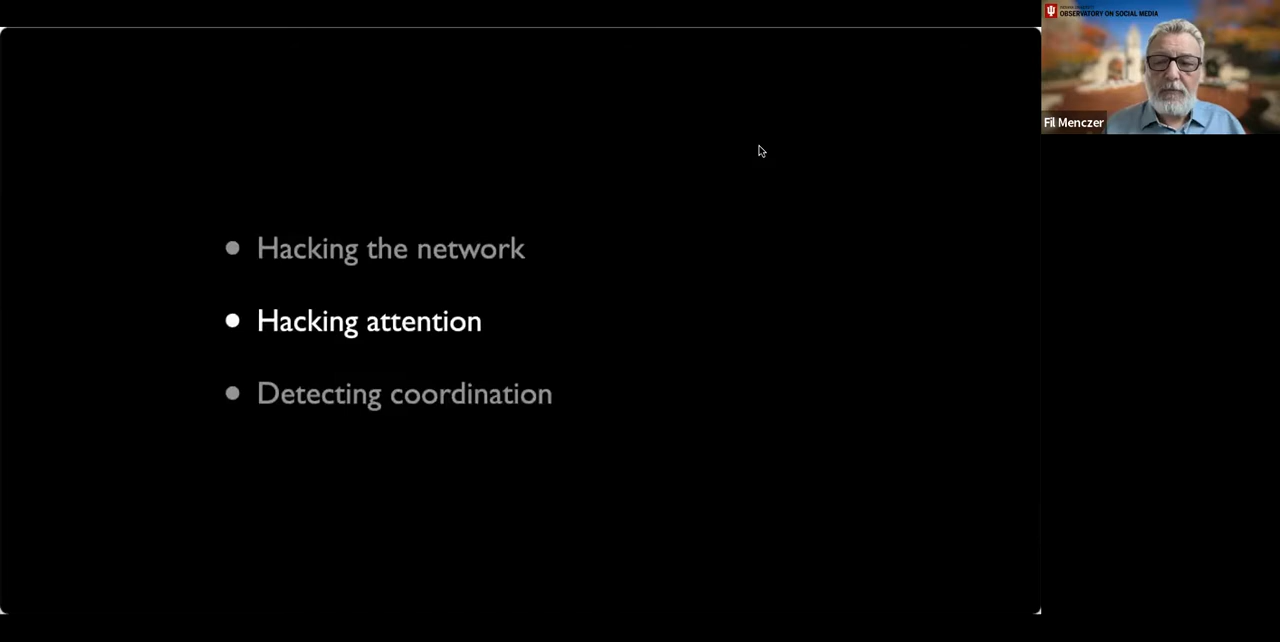 Hacking the network
Hacking attention
Detecting coordination
OBSERVATORY ON SOCIAL MEDIA
Fil Menczer